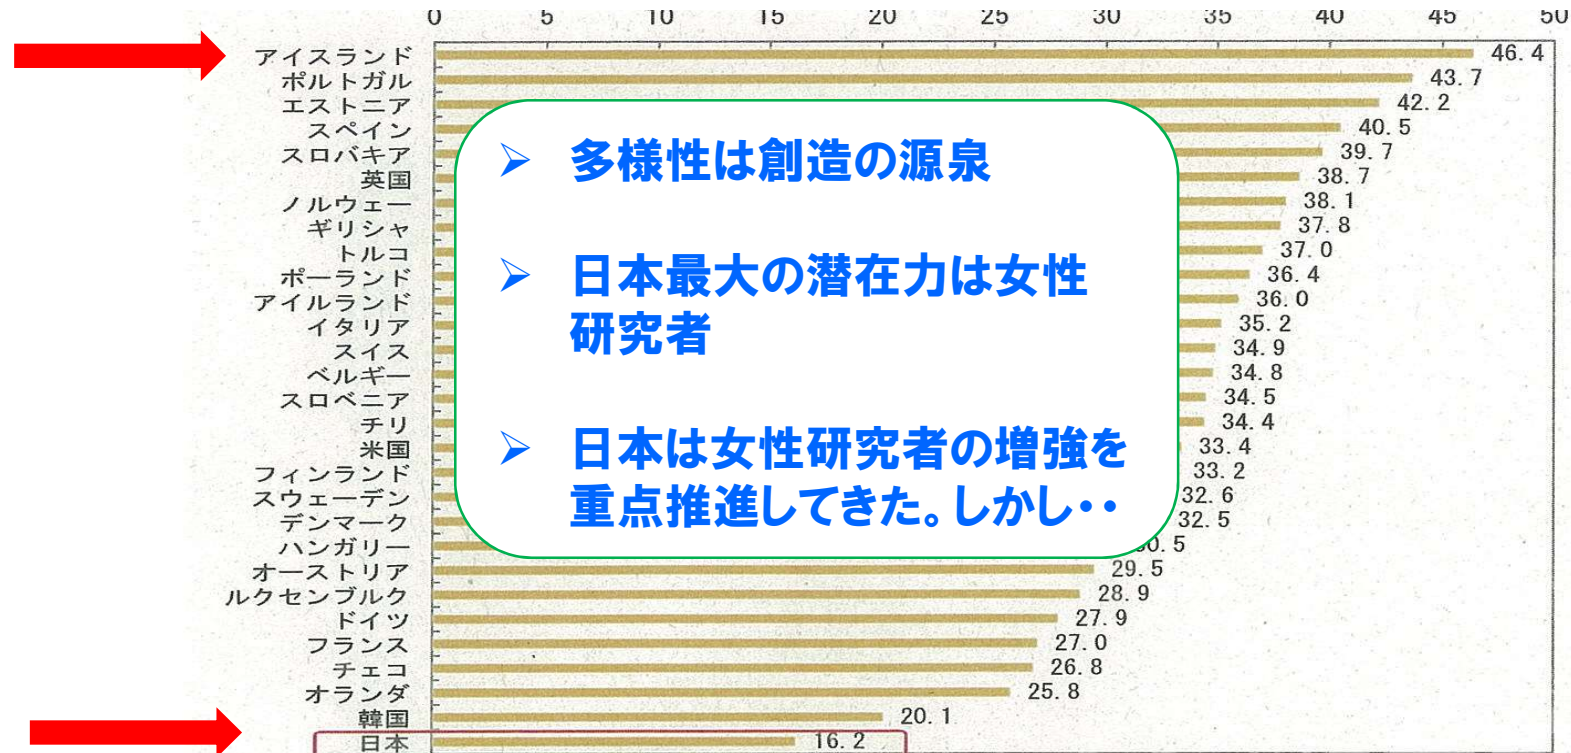 0 5 10 15 20 25 30 35 40 45 50
アイスランド 46.4
ポルトガル 43.7
エストニア 42.2
スペイン 40.5
スロバキア 39.7
英国 38.7
ノルウェー 38.1
ギリシャ 37.8
トルコ 37.0
ポーランド 36.4
アイルランド 36.0
イタリア 35.2
スイス 34.9
ベルギー 34.8
スロベニア 34.5
チリ 34.4
米国 33.4
フィンランド 33.2
スウェーデン 32.6
デンマーク 32.5
ハンガリー
オーストリア 29.5
ルクセンブルク 28.9
ドイツ 27.9
フランス 27.0
チェコ 26.8
オランダ 25.8
韓国 20.1
日本 16.2
➢ 多様性は創造の源泉
➢ 日本最大の潜在力は女性
研究者
➢ 日本は女性研究者の増強を
重点推進してきた。しかし・・